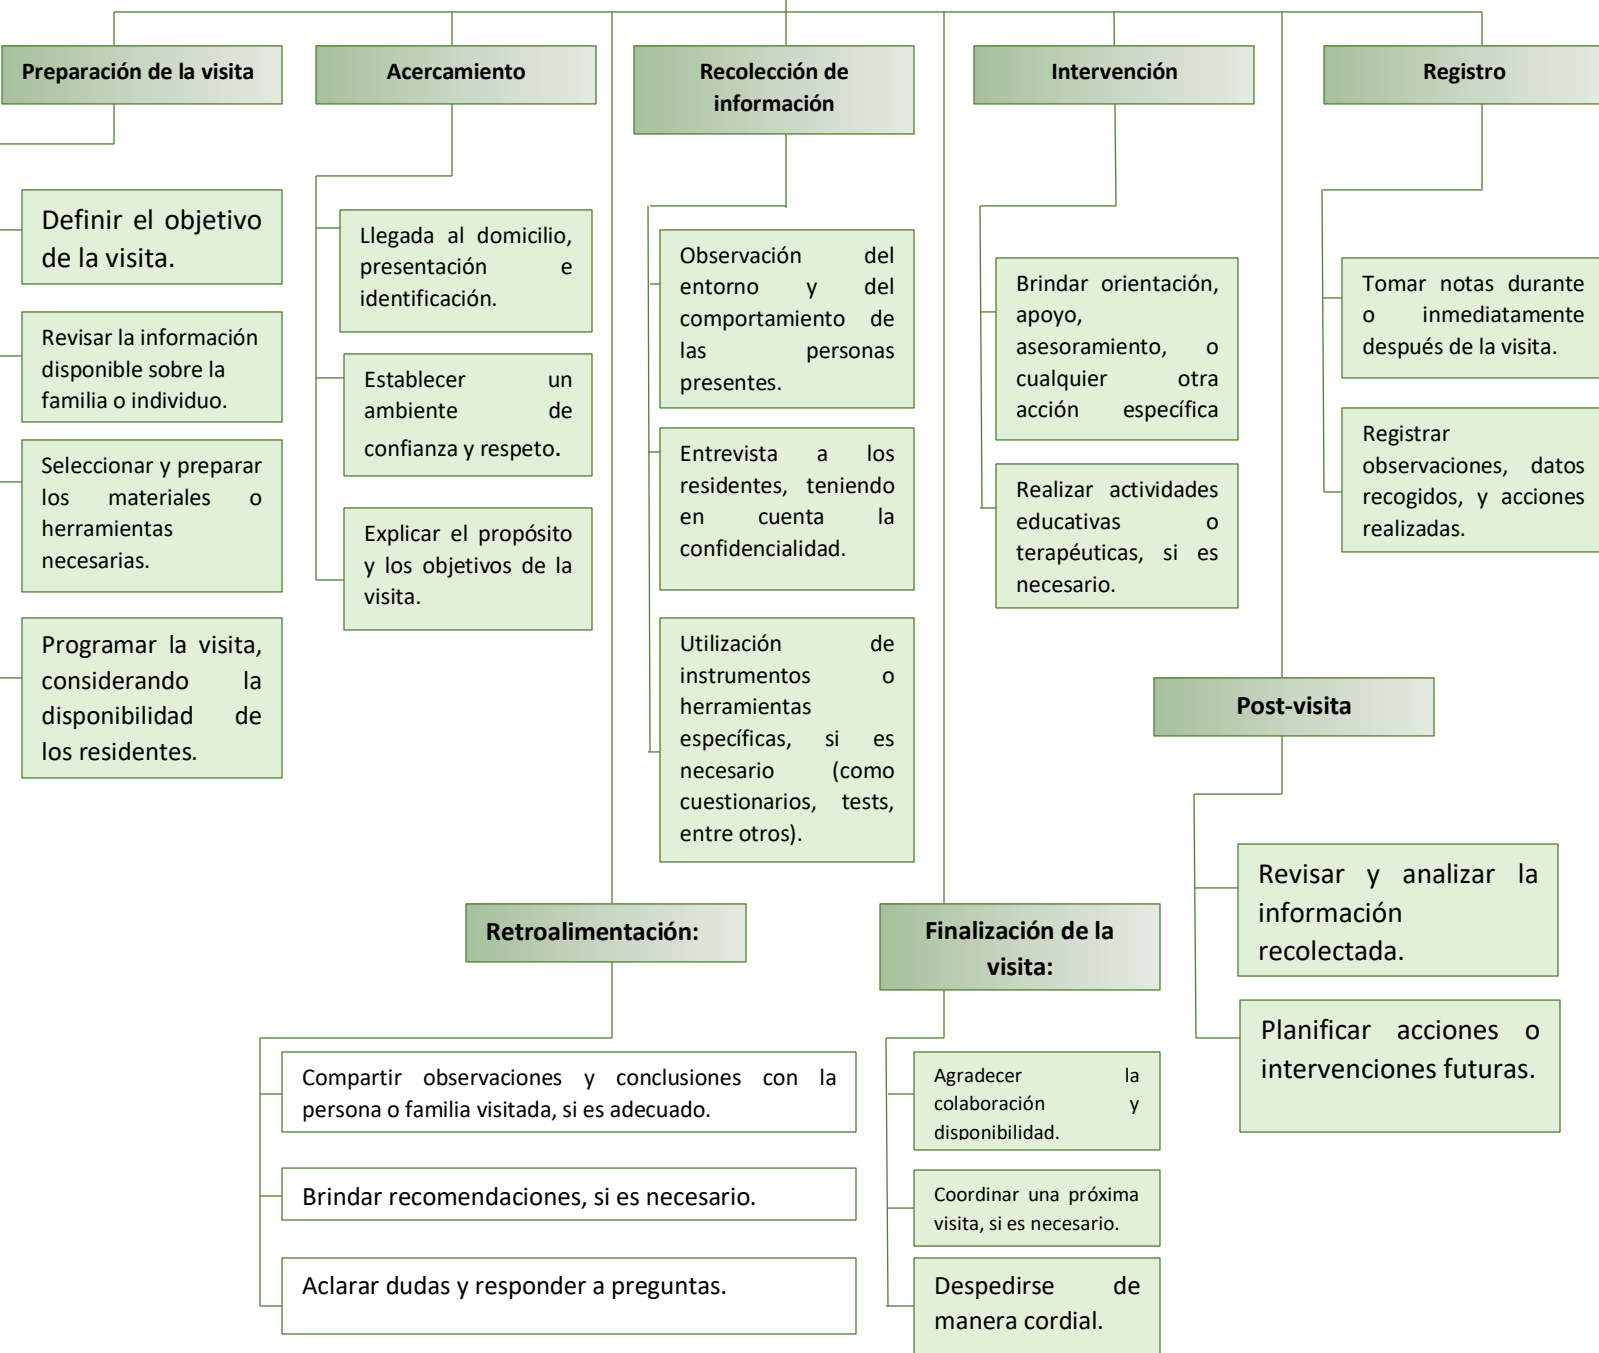 Preparación de la visita
Definir el objetivo
de la visita.
Revisar la información
disponible sobre la
familia o individuo.
Seleccionar y preparar
los materiales o
herramientas
necesarias.
Programar la visita,
considerando la
disponibilidad de
los residentes.
Acercamiento
Llegada al domicilio,
presentación e
identificación.
Establecer un
ambiente de
confianza y respeto.
Explicar el propósito
y los objetivos de la
visita.
Recolección de
información
Observación del
entorno y del
comportamiento de
las personas
presentes.
Entrevista a los
residentes, teniendo
en cuenta la
confidencialidad.
Utilización de
instrumentos o
herramientas
específicas, si es
necesario (como
cuestionarios, tests,
entre otros).
Intervención
Brindar orientación,
apoyo,
asesoramiento, o
cualquier otra
acción específica
Realizar actividades
educativas o
terapéuticas, si es
necesario.
Registro
Tomar notas durante
o inmediatamente
después de la visita.
Registrar
observaciones, datos
recogidos, y acciones
realizadas.
Retroalimentación:
Compartir observaciones y conclusiones con la
persona o familia visitada, si es adecuado.
Brindar recomendaciones, si es necesario.
Aclarar dudas y responder a preguntas.
Finalización de la
visita:
Agradecer la
colaboración y
disponibilidad.
Coordinar una próxima
visita, si es necesario.
Despedirse de
manera cordial.
Post-visita
Revisar y analizar la
información
recolectada.
Planificar acciones o
intervenciones futuras.